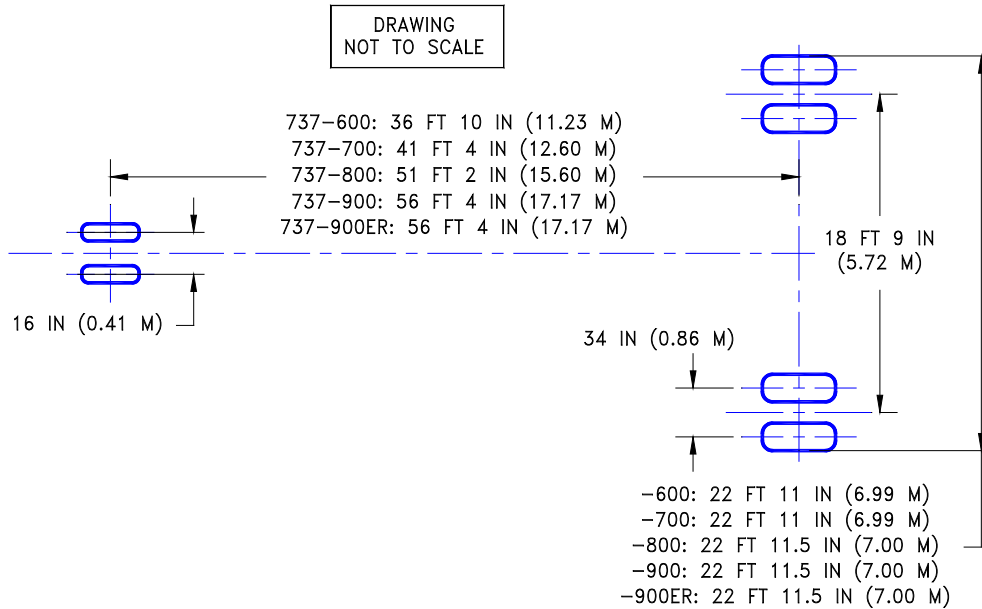 DRAWING
NOT TO SCALE
737-600: 36 FT 10 IN (11.23 M)
737-700: 41 FT 4 IN (12.60 M)
737-800: 51 FT 2 IN (15.60 M)
737-900: 56 FT 4 IN (17.17 M)
737-900ER: 56 FT 4 IN (17.17 M)
18 FT 9 IN
(5.72 M)
16 IN (0.41 M)
34 IN (0.86 M)
-600: 22 FT 11 IN (6.99 M)
-700: 22 FT 11 IN (6.99 M)
-800: 22 FT 11.5 IN (7.00 M)
-900: 22 FT 11.5 IN (7.00 M)
-900ER: 22 FT 11.5 IN (7.00 M)